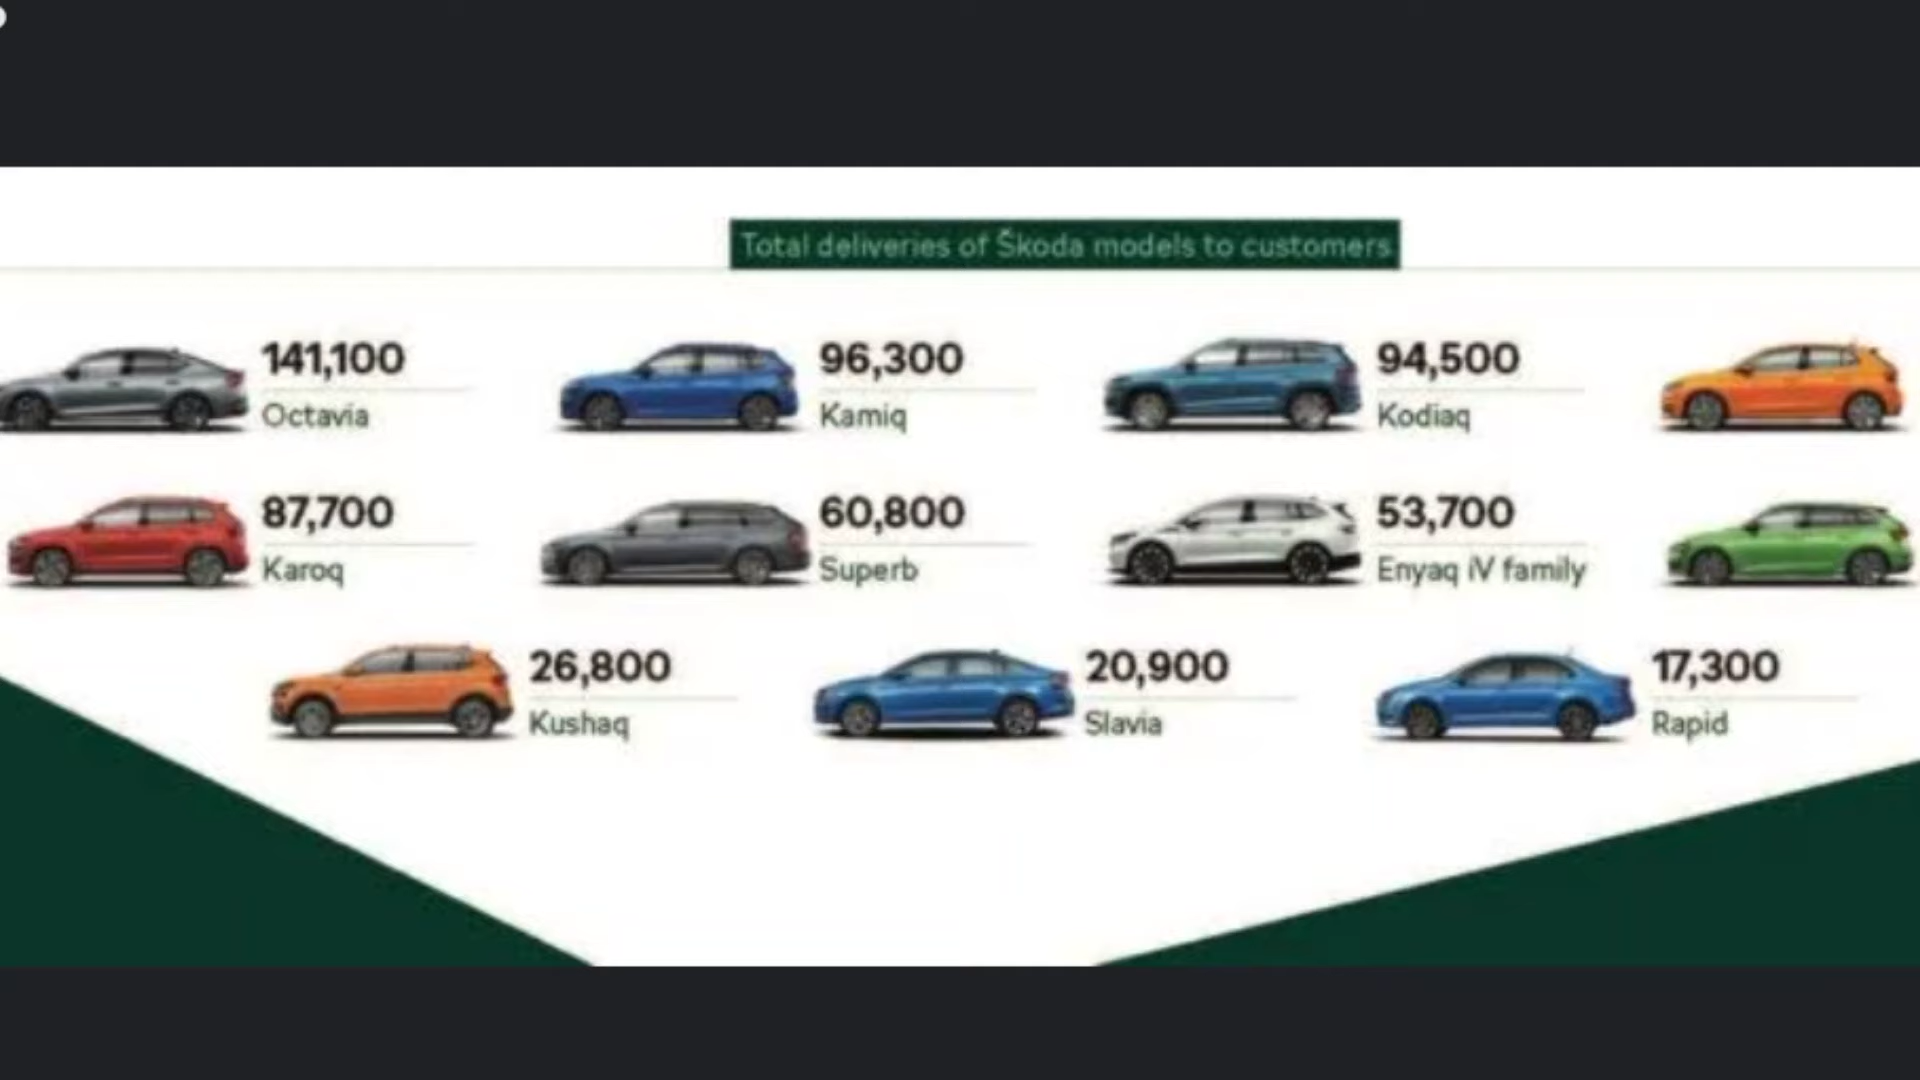 Total deliveries of Škoda models to customers
141,100
Octavia
96,300
Kamiq
94,500
Kodiaq
87,700
Karoq
60,800
Superb
53,700
Enyaq iV family
26,800
Kushaq
20,900
Slavia
17,300
Rapid